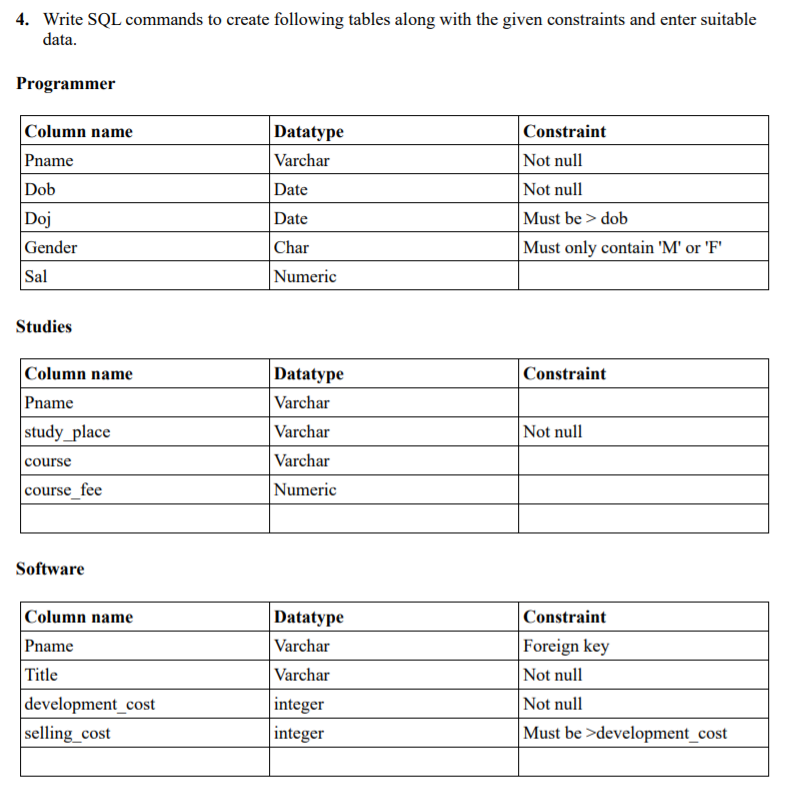 4. Write SQL commands to create following tables along with the given constraints and enter suitable
data.
Programmer
Column name Datatype Constraint
Pname Varchar Not null
Dob Date Not null
Doj Date Must be > dob
Gender Char Must only contain 'M' or 'F'
Sal Numeric
Studies
Column name Datatype Constraint
Pname Varchar
study_place Varchar Not null
course Varchar
course_fee Numeric
Software
Column name Datatype Constraint
Pname Varchar Foreign key
Title Varchar Not null
development_cost integer Not null
selling_cost integer Must be >development_cost